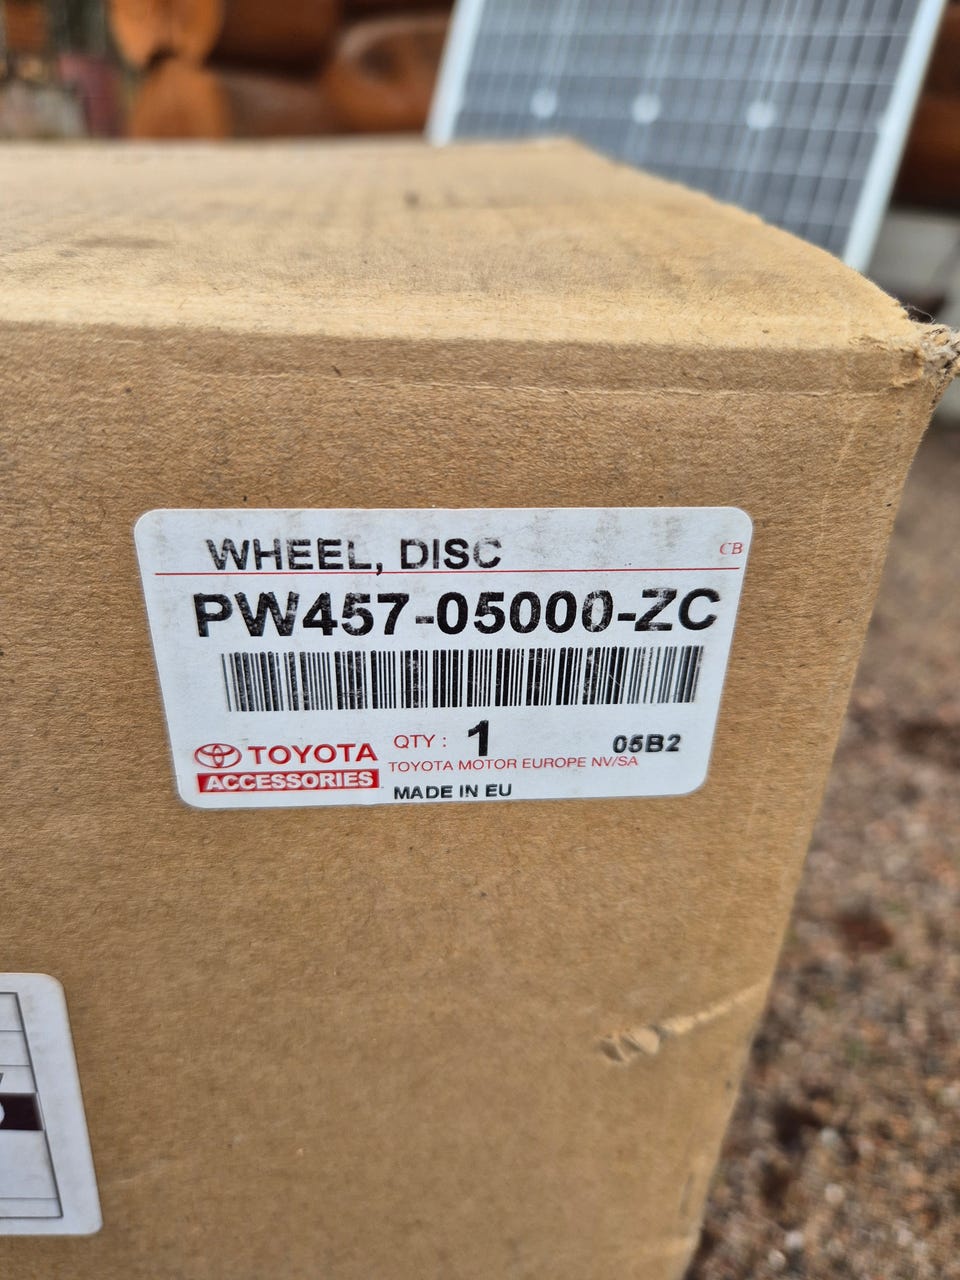 WHEEL, DISC
CB
PW457-05000-ZC
QTY : 1
05B2
TOYOTA
ACCESSORIES
TOYOTA MOTOR EUROPE NV/SA
MADE IN EU